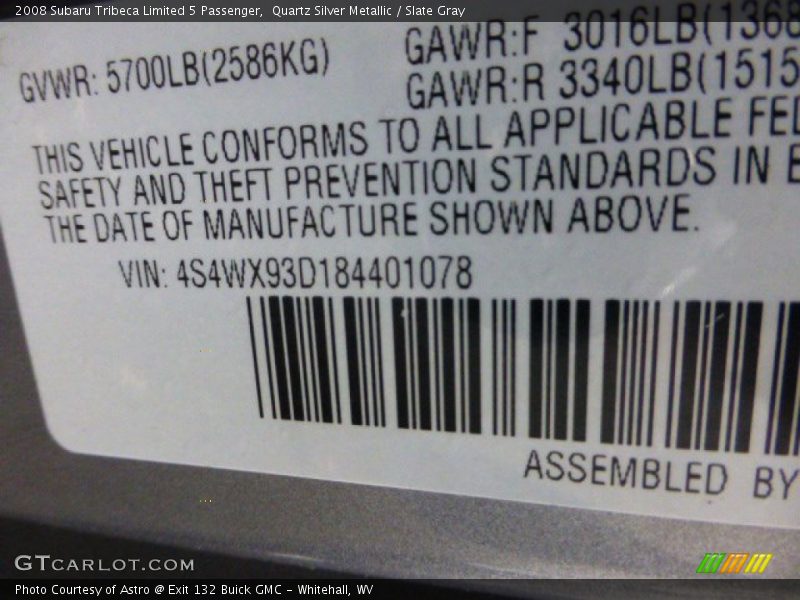 2008 Subaru Tribeca Limited 5 Passenger,  Quartz Silver Metallic / Slate Gray
GVWR: 5700LB(2586KG)
GAWR:F 3016LB(1368
GAWR:R 3340LB(1515
THIS VEHICLE CONFORMS TO ALL APPLICABLE FED
SAFETY AND THEFT PREVENTION STANDARDS IN E
THE DATE OF MANUFACTURE SHOWN ABOVE.
VIN: 4S4WX93D184401078
ASSEMBLED BY
GTCARLOT.COM
Photo Courtesy of Astro @ Exit 132 Buick GMC – Whitehall, WV